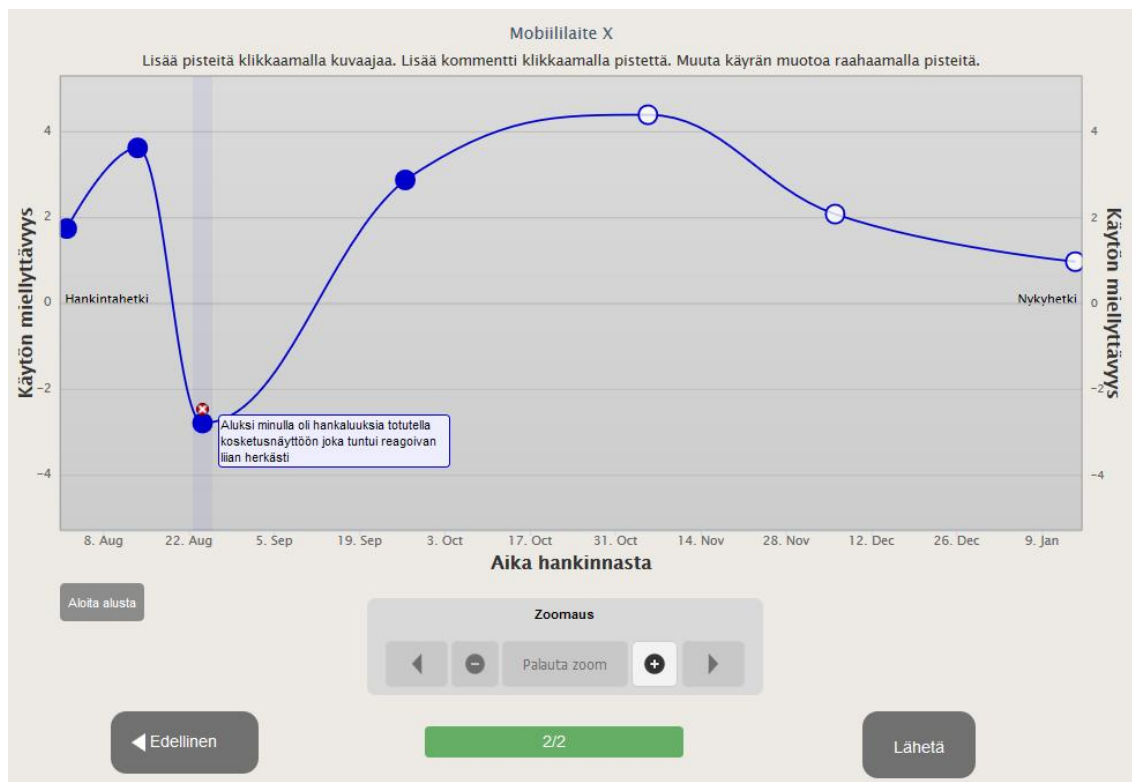 Mobiililaite X
Lisää pisteitä klikkaamalla kuvaajaa. Lisää kommentti klikkaamalla pistettä. Muuta käyrän muotoa raahaamalla pisteitä.
Käytön miellyttävyys
4
2
0
-2
-4
Hankintahetki
Aluksi minulla oli hankaluuksia totutella
kosketusnäyttöön joka tuntui reagoivan
liian herkästi
Nykyhetki
4
2
0
-2
-4
Käytön miellyttävyys
8. Aug 22. Aug 5. Sep 19. Sep 3. Oct 17. Oct 31. Oct 14. Nov 28. Nov 12. Dec 26. Dec 9. Jan
Aika hankinnasta
Aloita alusta
Zoomaus
Palauta zoom
Edellinen
2/2
Lähetä